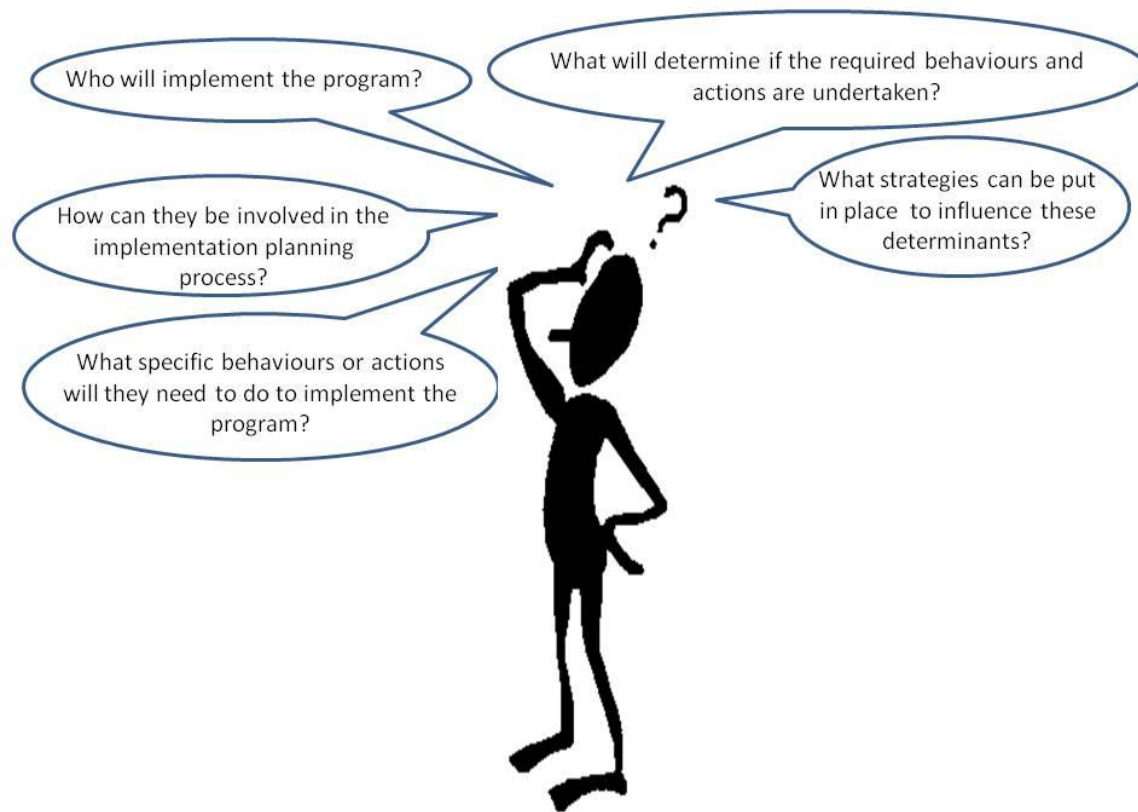 Who will implement the program?
How can they be involved in the
implementation planning
process?
What specific behaviours or actions
will they need to do to implement the
program?
What will determine if the required behaviours and
actions are undertaken?
What strategies can be put
in place to influence these
determinants?
?